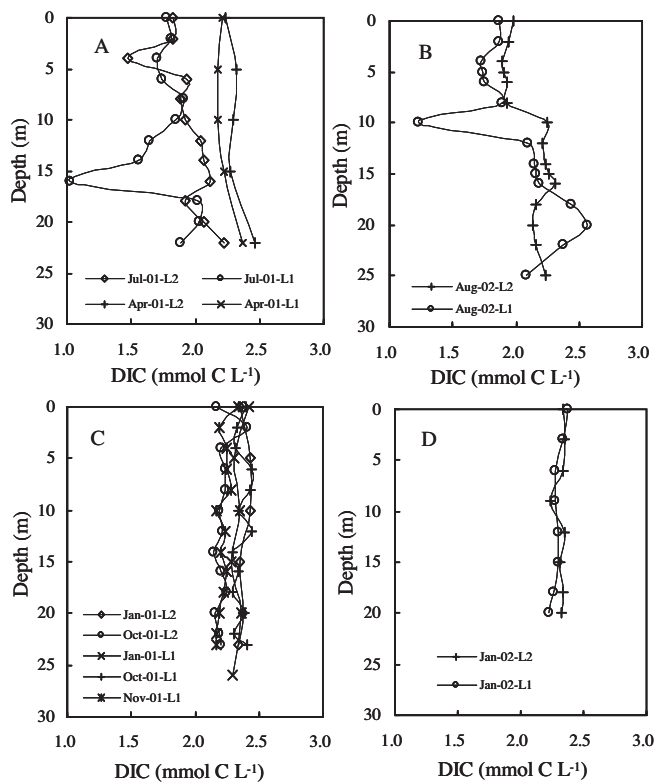 A
0
5
10
15
20
25
30
Depth (m)
Jul-01-L2
Jul-01-L1
Apr-01-L2
Apr-01-L1
1.0 1.5 2.0 2.5 3.0
DIC (mmol C L⁻¹)
B
0
5
10
15
20
25
30
Depth (m)
Aug-02-L2
Aug-02-L1
1.0 1.5 2.0 2.5 3.0
DIC (mmol C L⁻¹)
C
0
5
10
15
20
25
30
Depth (m)
Jan-01-L2
Oct-01-L2
Jan-01-L1
Oct-01-L1
Nov-01-L1
1.0 1.5 2.0 2.5 3.0
DIC (mmol C L⁻¹)
D
0
5
10
15
20
25
30
Depth (m)
Jan-02-L2
Jan-02-L1
1.0 1.5 2.0 2.5 3.0
DIC (mmol C L⁻¹)